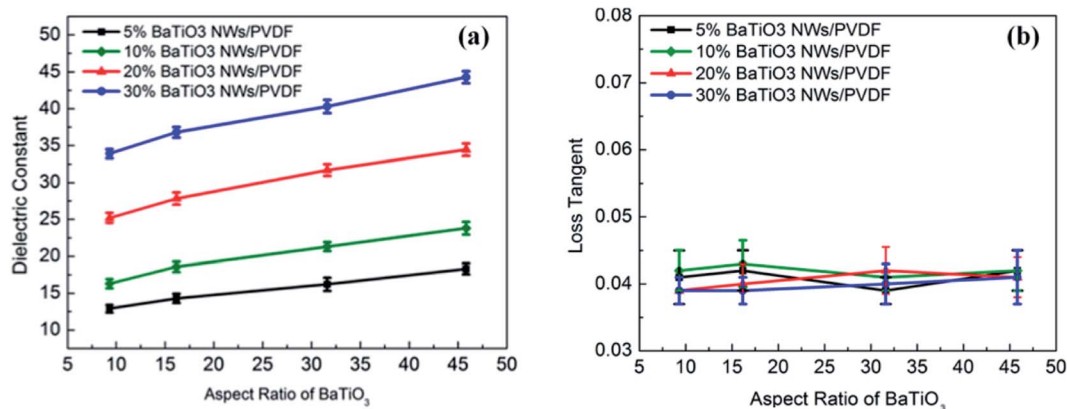 (a)
5% BaTiO3 NWs/PVDF
10% BaTiO3 NWs/PVDF
20% BaTiO3 NWs/PVDF
30% BaTiO3 NWs/PVDF
Dielectric Constant
50
45
40
35
30
25
20
15
10
5 10 15 20 25 30 35 40 45 50
Aspect Ratio of BaTiO₃
(b)
5% BaTiO3 NWs/PVDF
10% BaTiO3 NWs/PVDF
20% BaTiO3 NWs/PVDF
30% BaTiO3 NWs/PVDF
Loss Tangent
0.08
0.07
0.06
0.05
0.04
0.03
5 10 15 20 25 30 35 40 45 50
Aspect Ratio of BaTiO₃